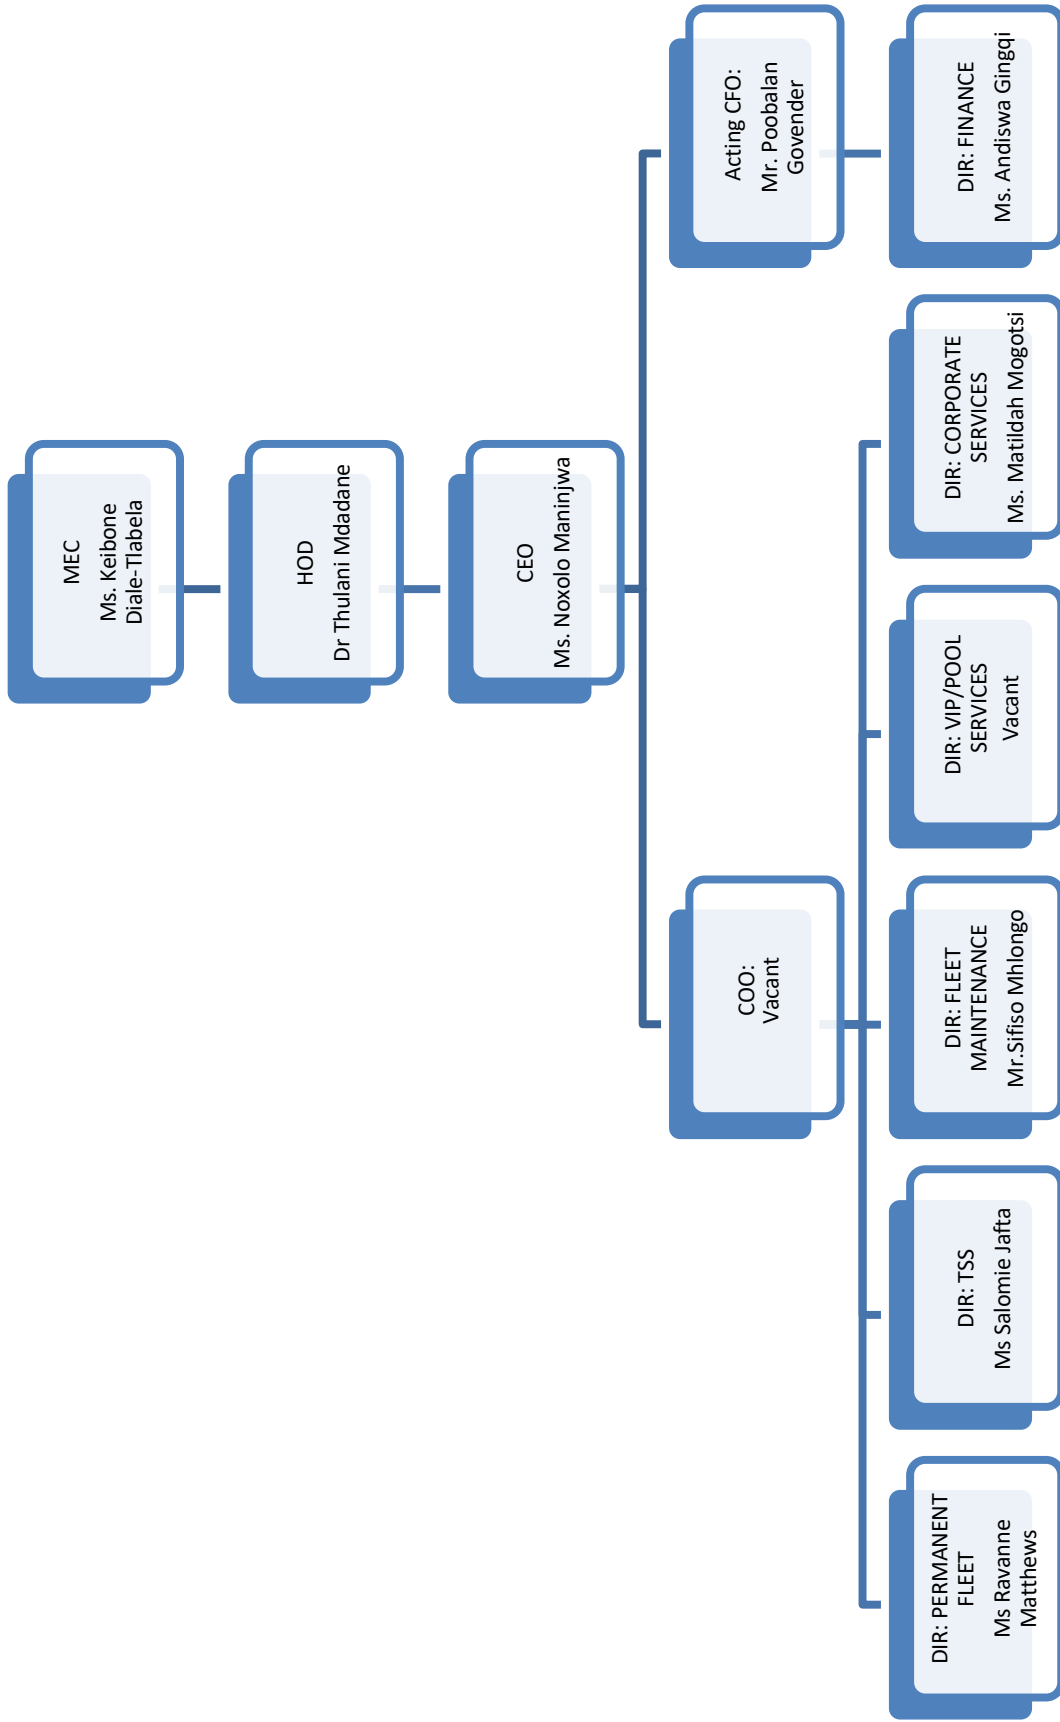 MEC
Ms. Keibone
Diale-Tlabela
HOD
Dr Thulani Mdadane
CEO
Ms. Noxolo Maninjwa
COO:
Vacant
Acting CFO:
Mr. Poobalan
Govender
DIR: PERMANENT
FLEET
Ms Ravanne
Matthews
DIR: TSS
Ms Salomie Jafta
DIR: FLEET
MAINTENANCE
Mr.Sifiso Mhlongo
DIR: VIP/POOL
SERVICES
Vacant
DIR: CORPORATE
SERVICES
Ms. Matildah Mogotsi
DIR: FINANCE
Ms. Andiswa Gingqi